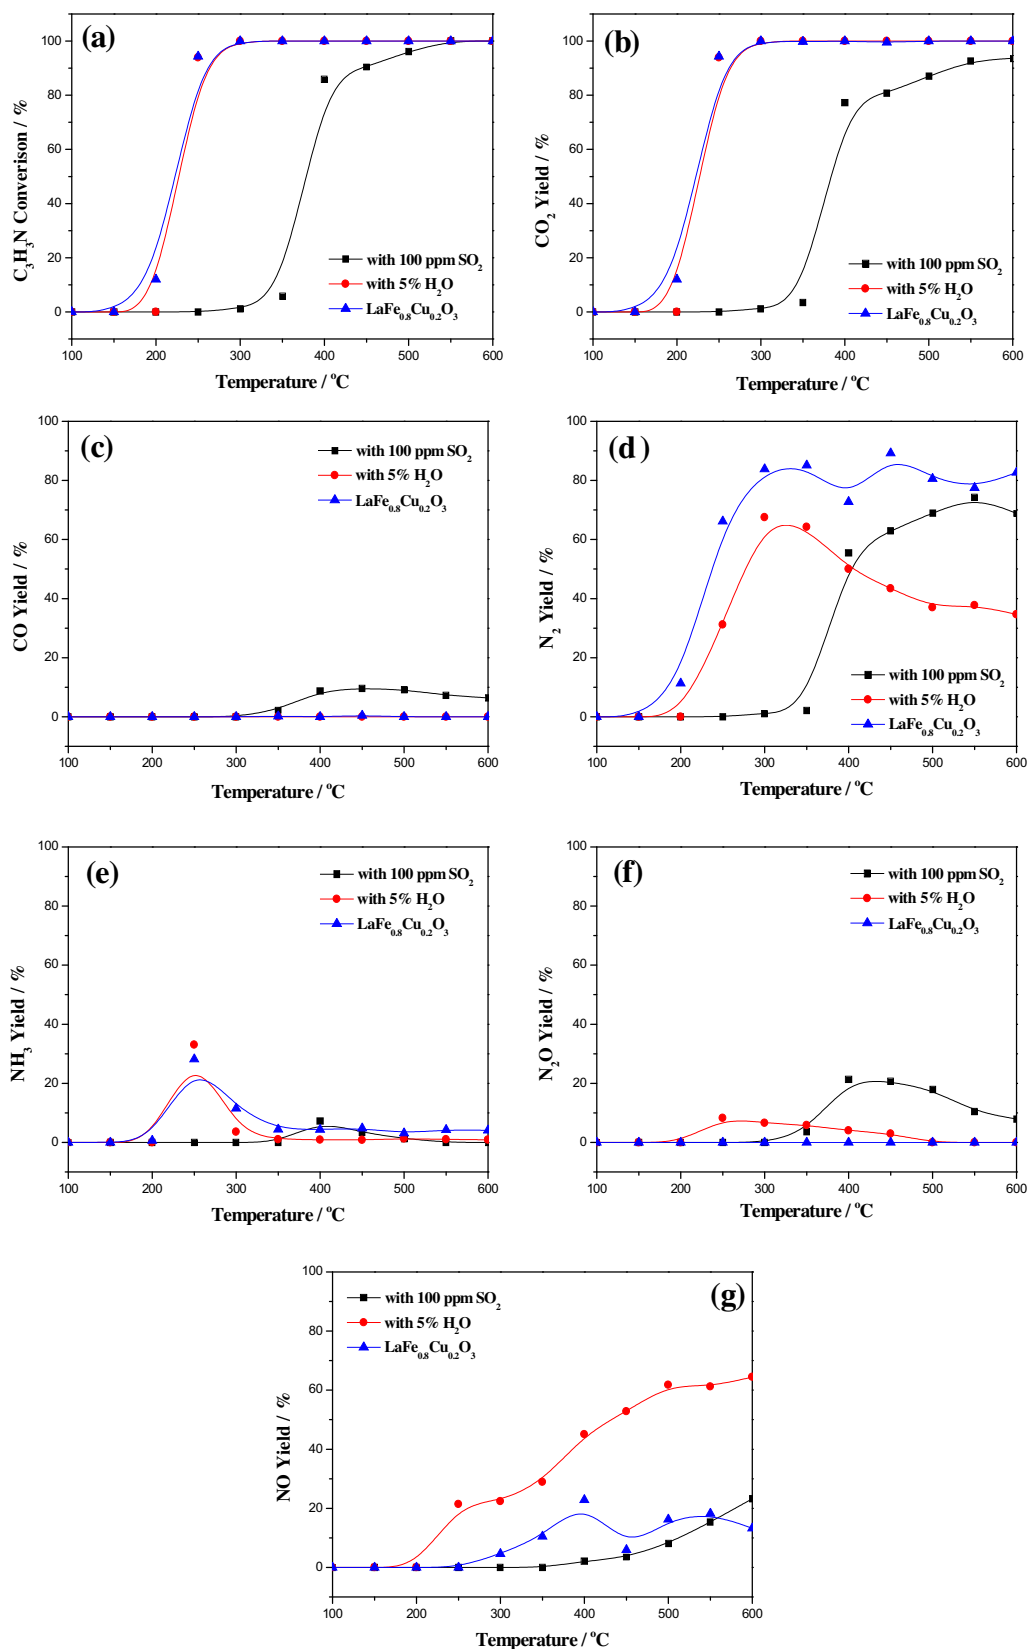 (a)
C3H3N Converison / %
100
80
60
40
20
0
with 100 ppm SO2
with 5% H2O
LaFe0.8Cu0.2O3
100 200 300 400 500 600
Temperature / °C
(b)
CO2 Yield / %
100
80
60
40
20
0
with 100 ppm SO2
with 5% H2O
LaFe0.8Cu0.2O3
100 200 300 400 500 600
Temperature / °C
(c)
CO Yield / %
100
80
60
40
20
0
with 100 ppm SO2
with 5% H2O
LaFe0.8Cu0.2O3
100 200 300 400 500 600
Temperature / °C
(d)
N2 Yield / %
100
80
60
40
20
0
with 100 ppm SO2
with 5% H2O
LaFe0.8Cu0.2O3
100 200 300 400 500 600
Temperature / °C
(e)
NH3 Yield / %
100
80
60
40
20
0
with 100 ppm SO2
with 5% H2O
LaFe0.8Cu0.2O3
100 200 300 400 500 600
Temperature / °C
(f)
N2O Yield / %
100
80
60
40
20
0
with 100 ppm SO2
with 5% H2O
LaFe0.8Cu0.2O3
100 200 300 400 500 600
Temperature / °C
(g)
NO Yield / %
100
80
60
40
20
0
with 100 ppm SO2
with 5% H2O
LaFe0.8Cu0.2O3
100 200 300 400 500 600
Temperature / °C